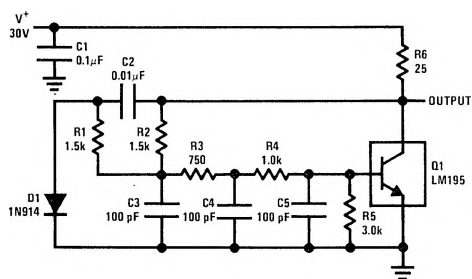 V+
30V
C1
0.1μF
C2
0.01μF
R6
25
OUTPUT
R1
1.5k
R2
1.5k
R3
750
R4
1.0k
Q1
LM195
D1
1N914
C3
100 pF
C4
100 pF
C5
100 pF
R5
3.0k